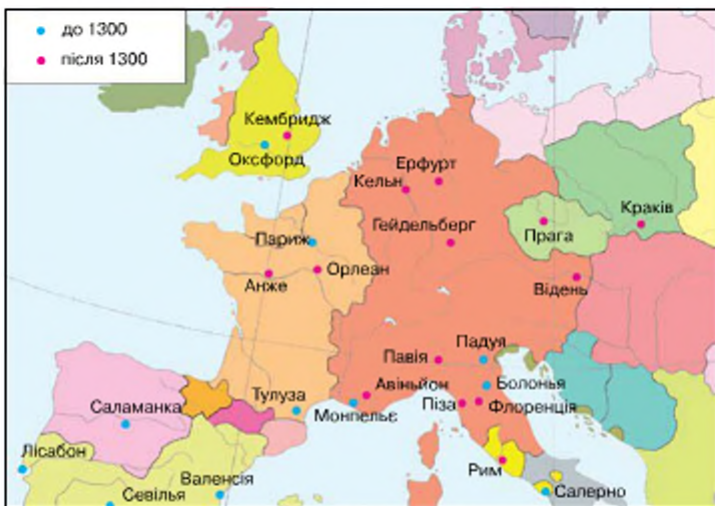 до 1300
після 1300
Кембридж
Оксфорд
Ерфурт
Кельн
Гейдельберг
Краків
Прага
Париж
Орлеан
Анже
Відень
Павія
Падуя
Авіньйон
Болонья
Тулуза
Монпельє
Піза
Флоренція
Саламанка
Лісабон
Валенсія
Рим
Севілья
Салерно